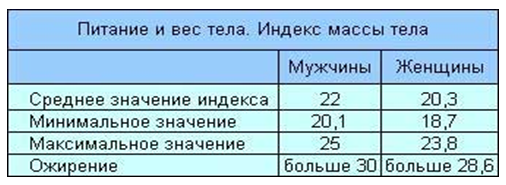 Питание и вес тела. Индекс массы тела
Мужчины Женщины
Среднее значение индекса 22 20,3
Минимальное значение 20,1 18,7
Максимальное значение 25 23,8
Ожирение больше 30 больше 28,6